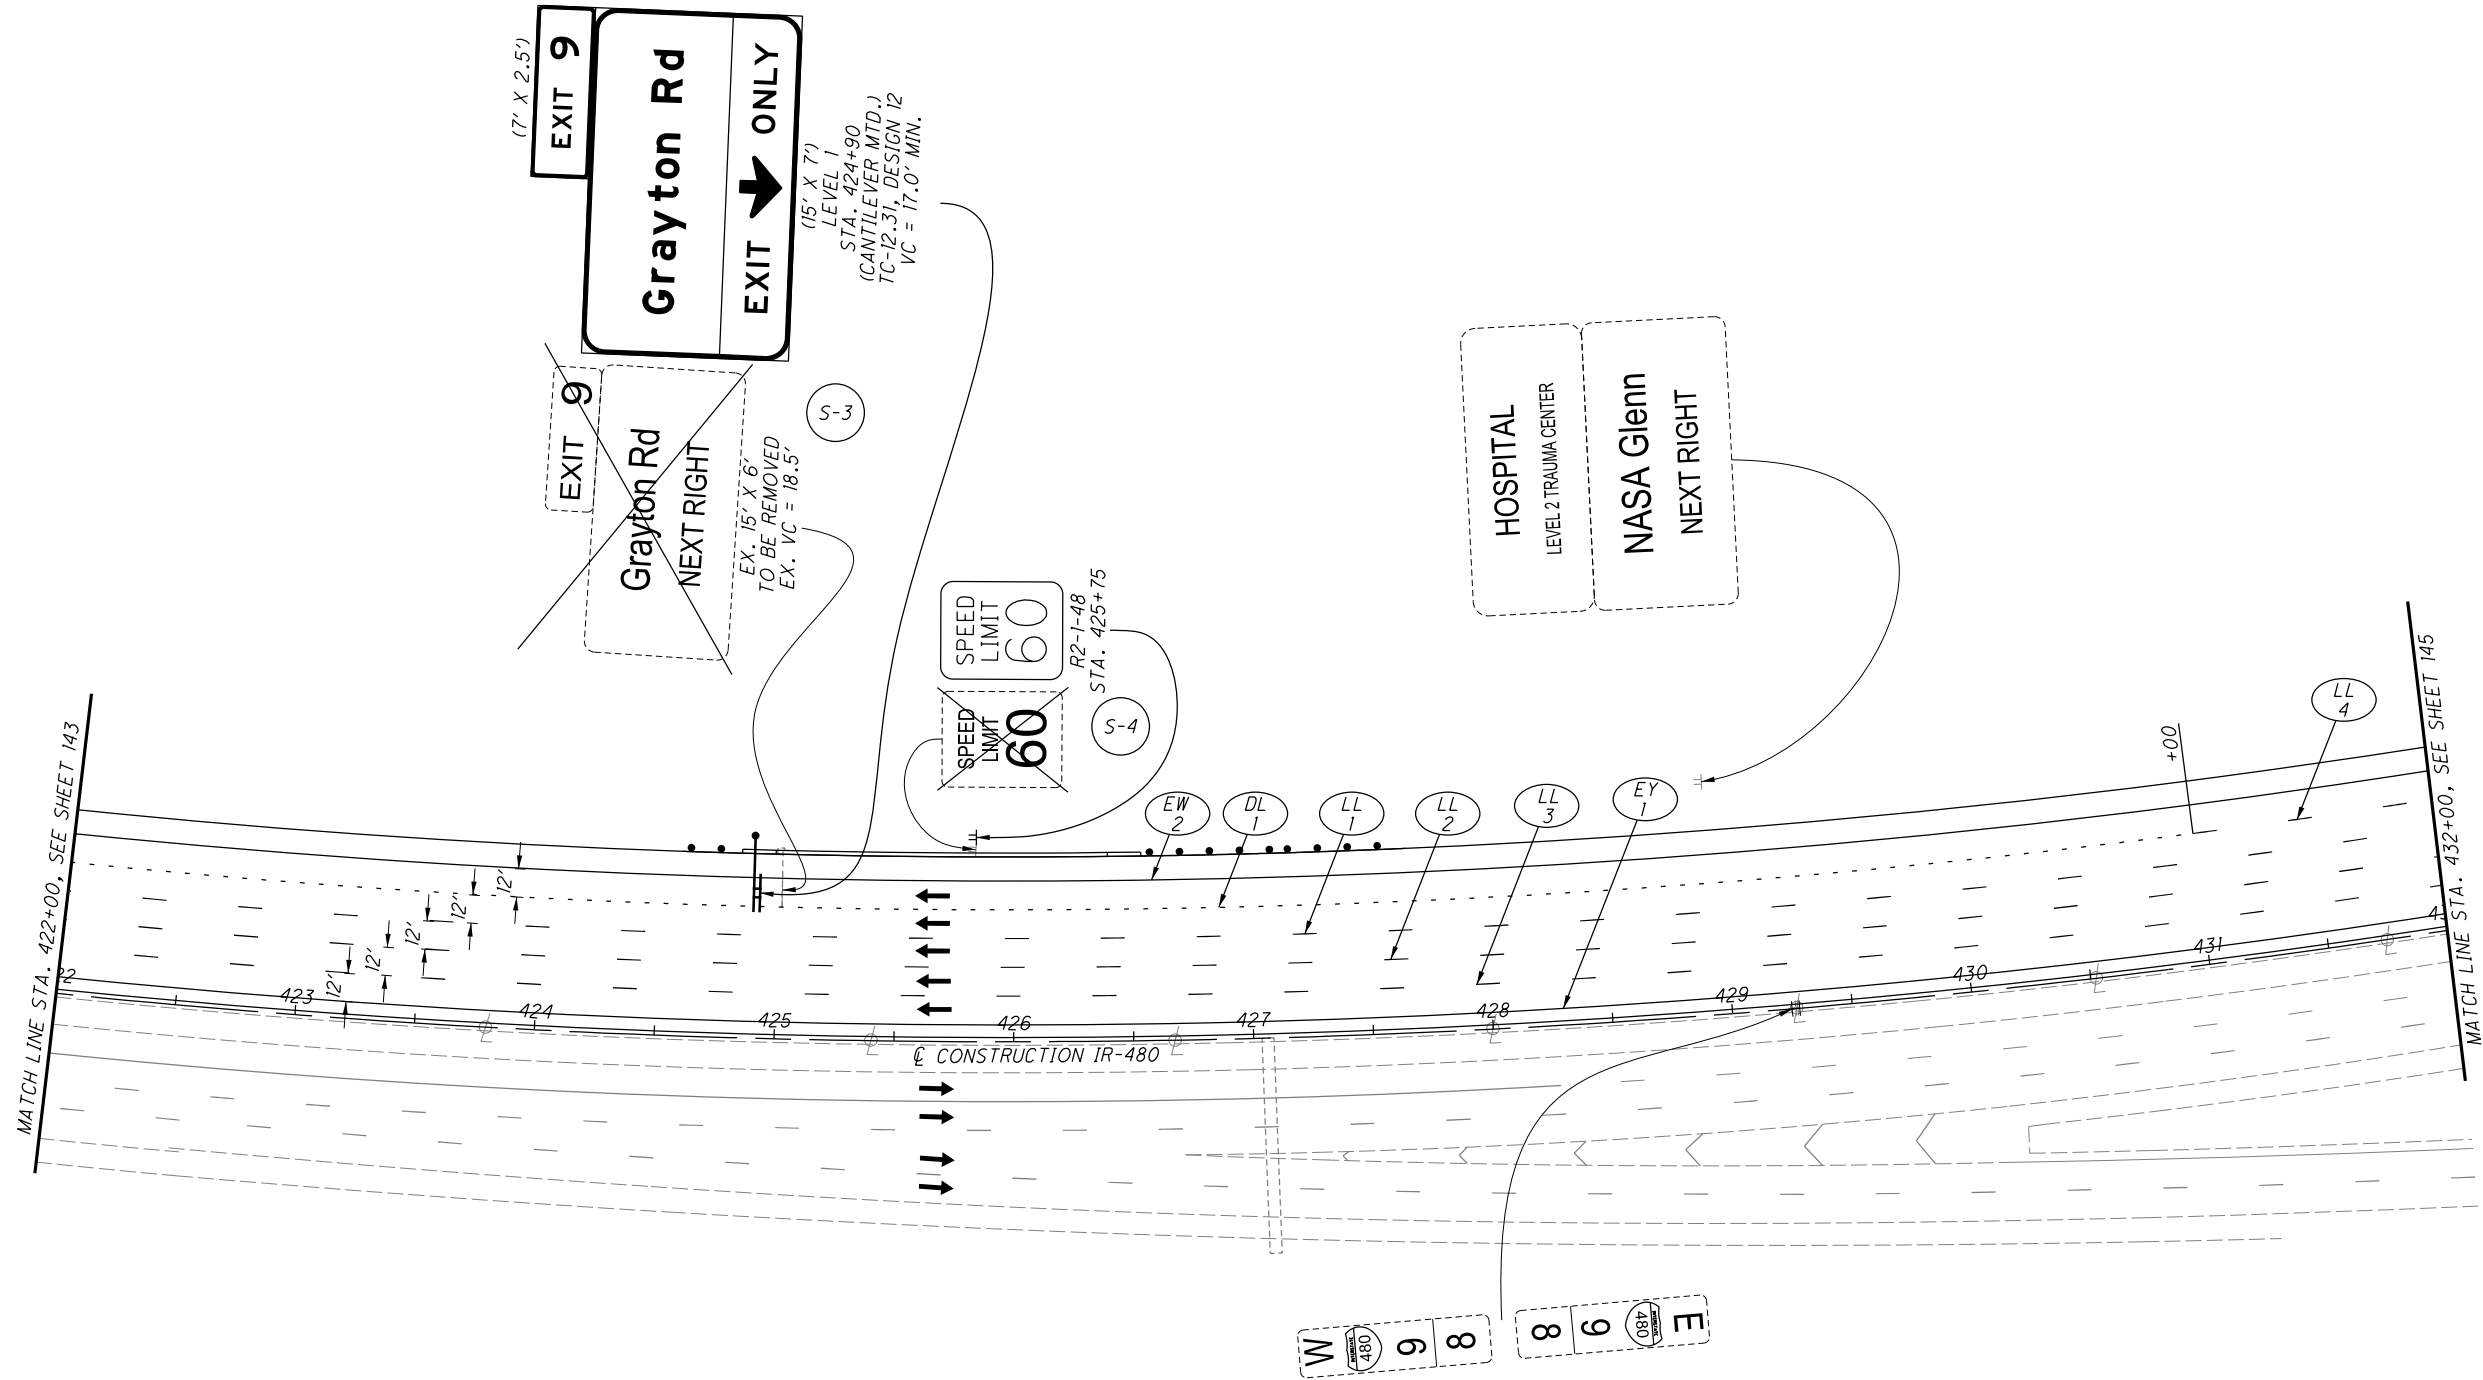 (7' X 2.5')
EXIT 9
Grayton Rd
EXIT ONLY
(15' X 7')
LEVEL 1
STA. 424+90
(CANTILEVER MTD.)
TC-12.31, DESIGN 12
VC = 17.0' MIN.
EXIT 9
Grayton Rd
NEXT RIGHT
EX. 15' X 6'
TO BE REMOVED
EX. VC = 18.5'
S-3
SPEED
LIMIT
60
R2-1-48
STA. 425+75
SPEED
LIMIT
60
S-4
HOSPITAL
LEVEL 2 TRAUMA CENTER
NASA Glenn
NEXT RIGHT
MATCH LINE STA. 422+00, SEE SHEET 143
MATCH LINE STA. 432+00, SEE SHEET 145
EW
2
DL
1
LL
1
LL
2
LL
3
EY
1
+00
LL
4
12'
12'
12'
12'
12'
22
423
424
425
426
427
428
429
430
431
43
℄ CONSTRUCTION IR-480
W
INTERSTATE
480
6
8
8
9
INTERSTATE
480
E